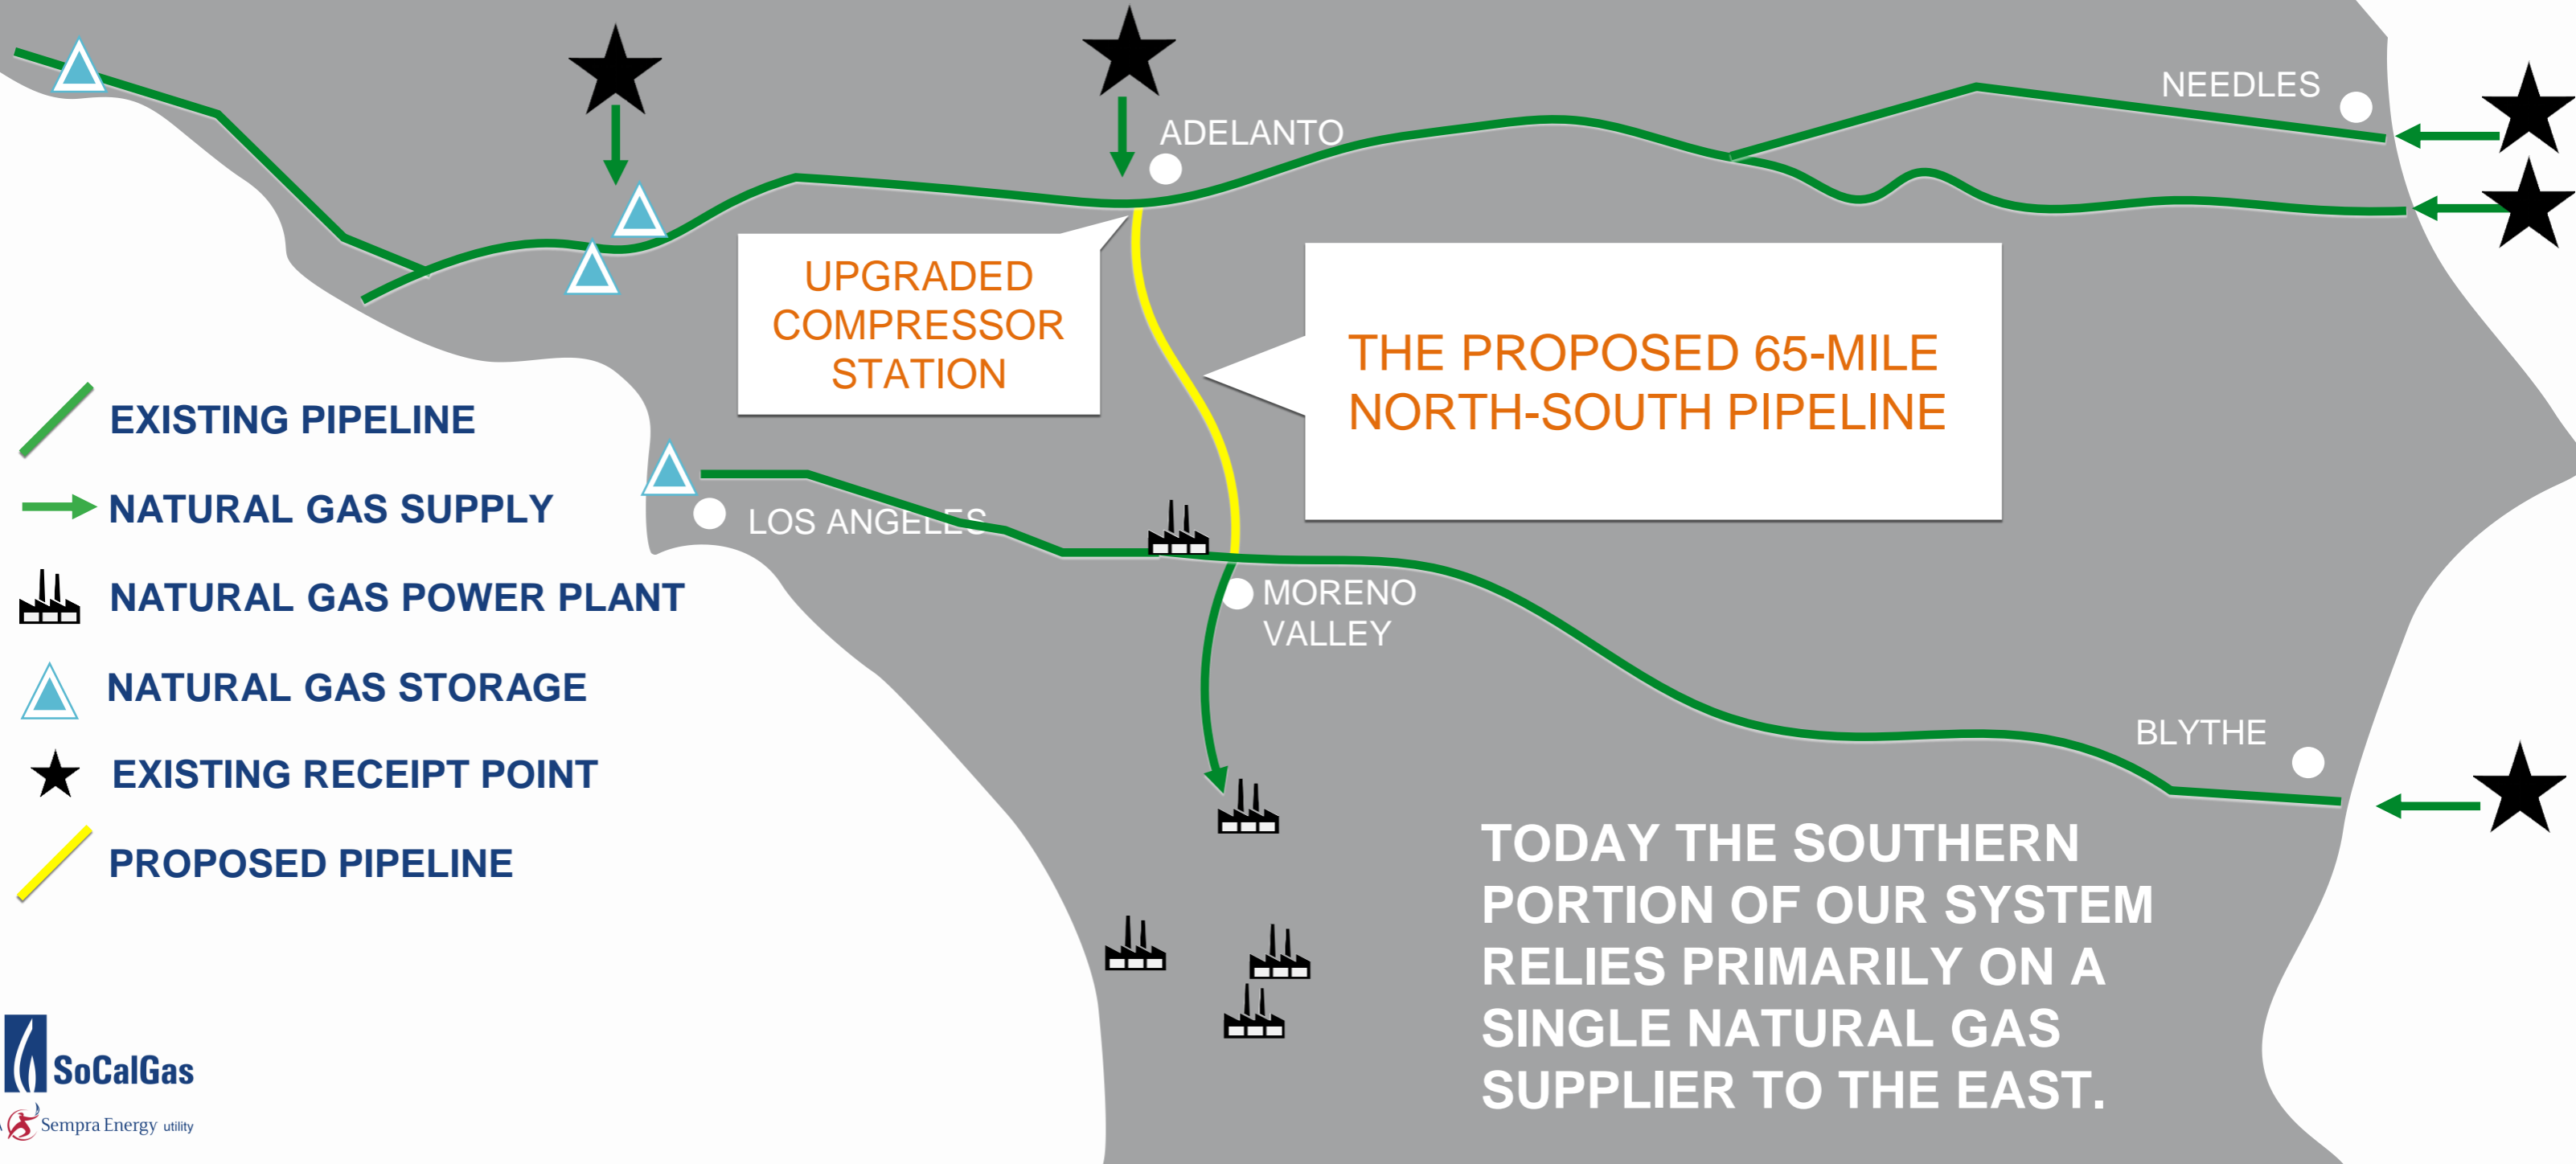 NEEDLES
ADELANTO
UPGRADED
COMPRESSOR
STATION
THE PROPOSED 65-MILE
NORTH-SOUTH PIPELINE
EXISTING PIPELINE
NATURAL GAS SUPPLY
NATURAL GAS POWER PLANT
NATURAL GAS STORAGE
EXISTING RECEIPT POINT
PROPOSED PIPELINE
LOS ANGELES
MORENO
VALLEY
BLYTHE
TODAY THE SOUTHERN
PORTION OF OUR SYSTEM
RELIES PRIMARILY ON A
SINGLE NATURAL GAS
SUPPLIER TO THE EAST.
SoCalGas
A Sempra Energy utility